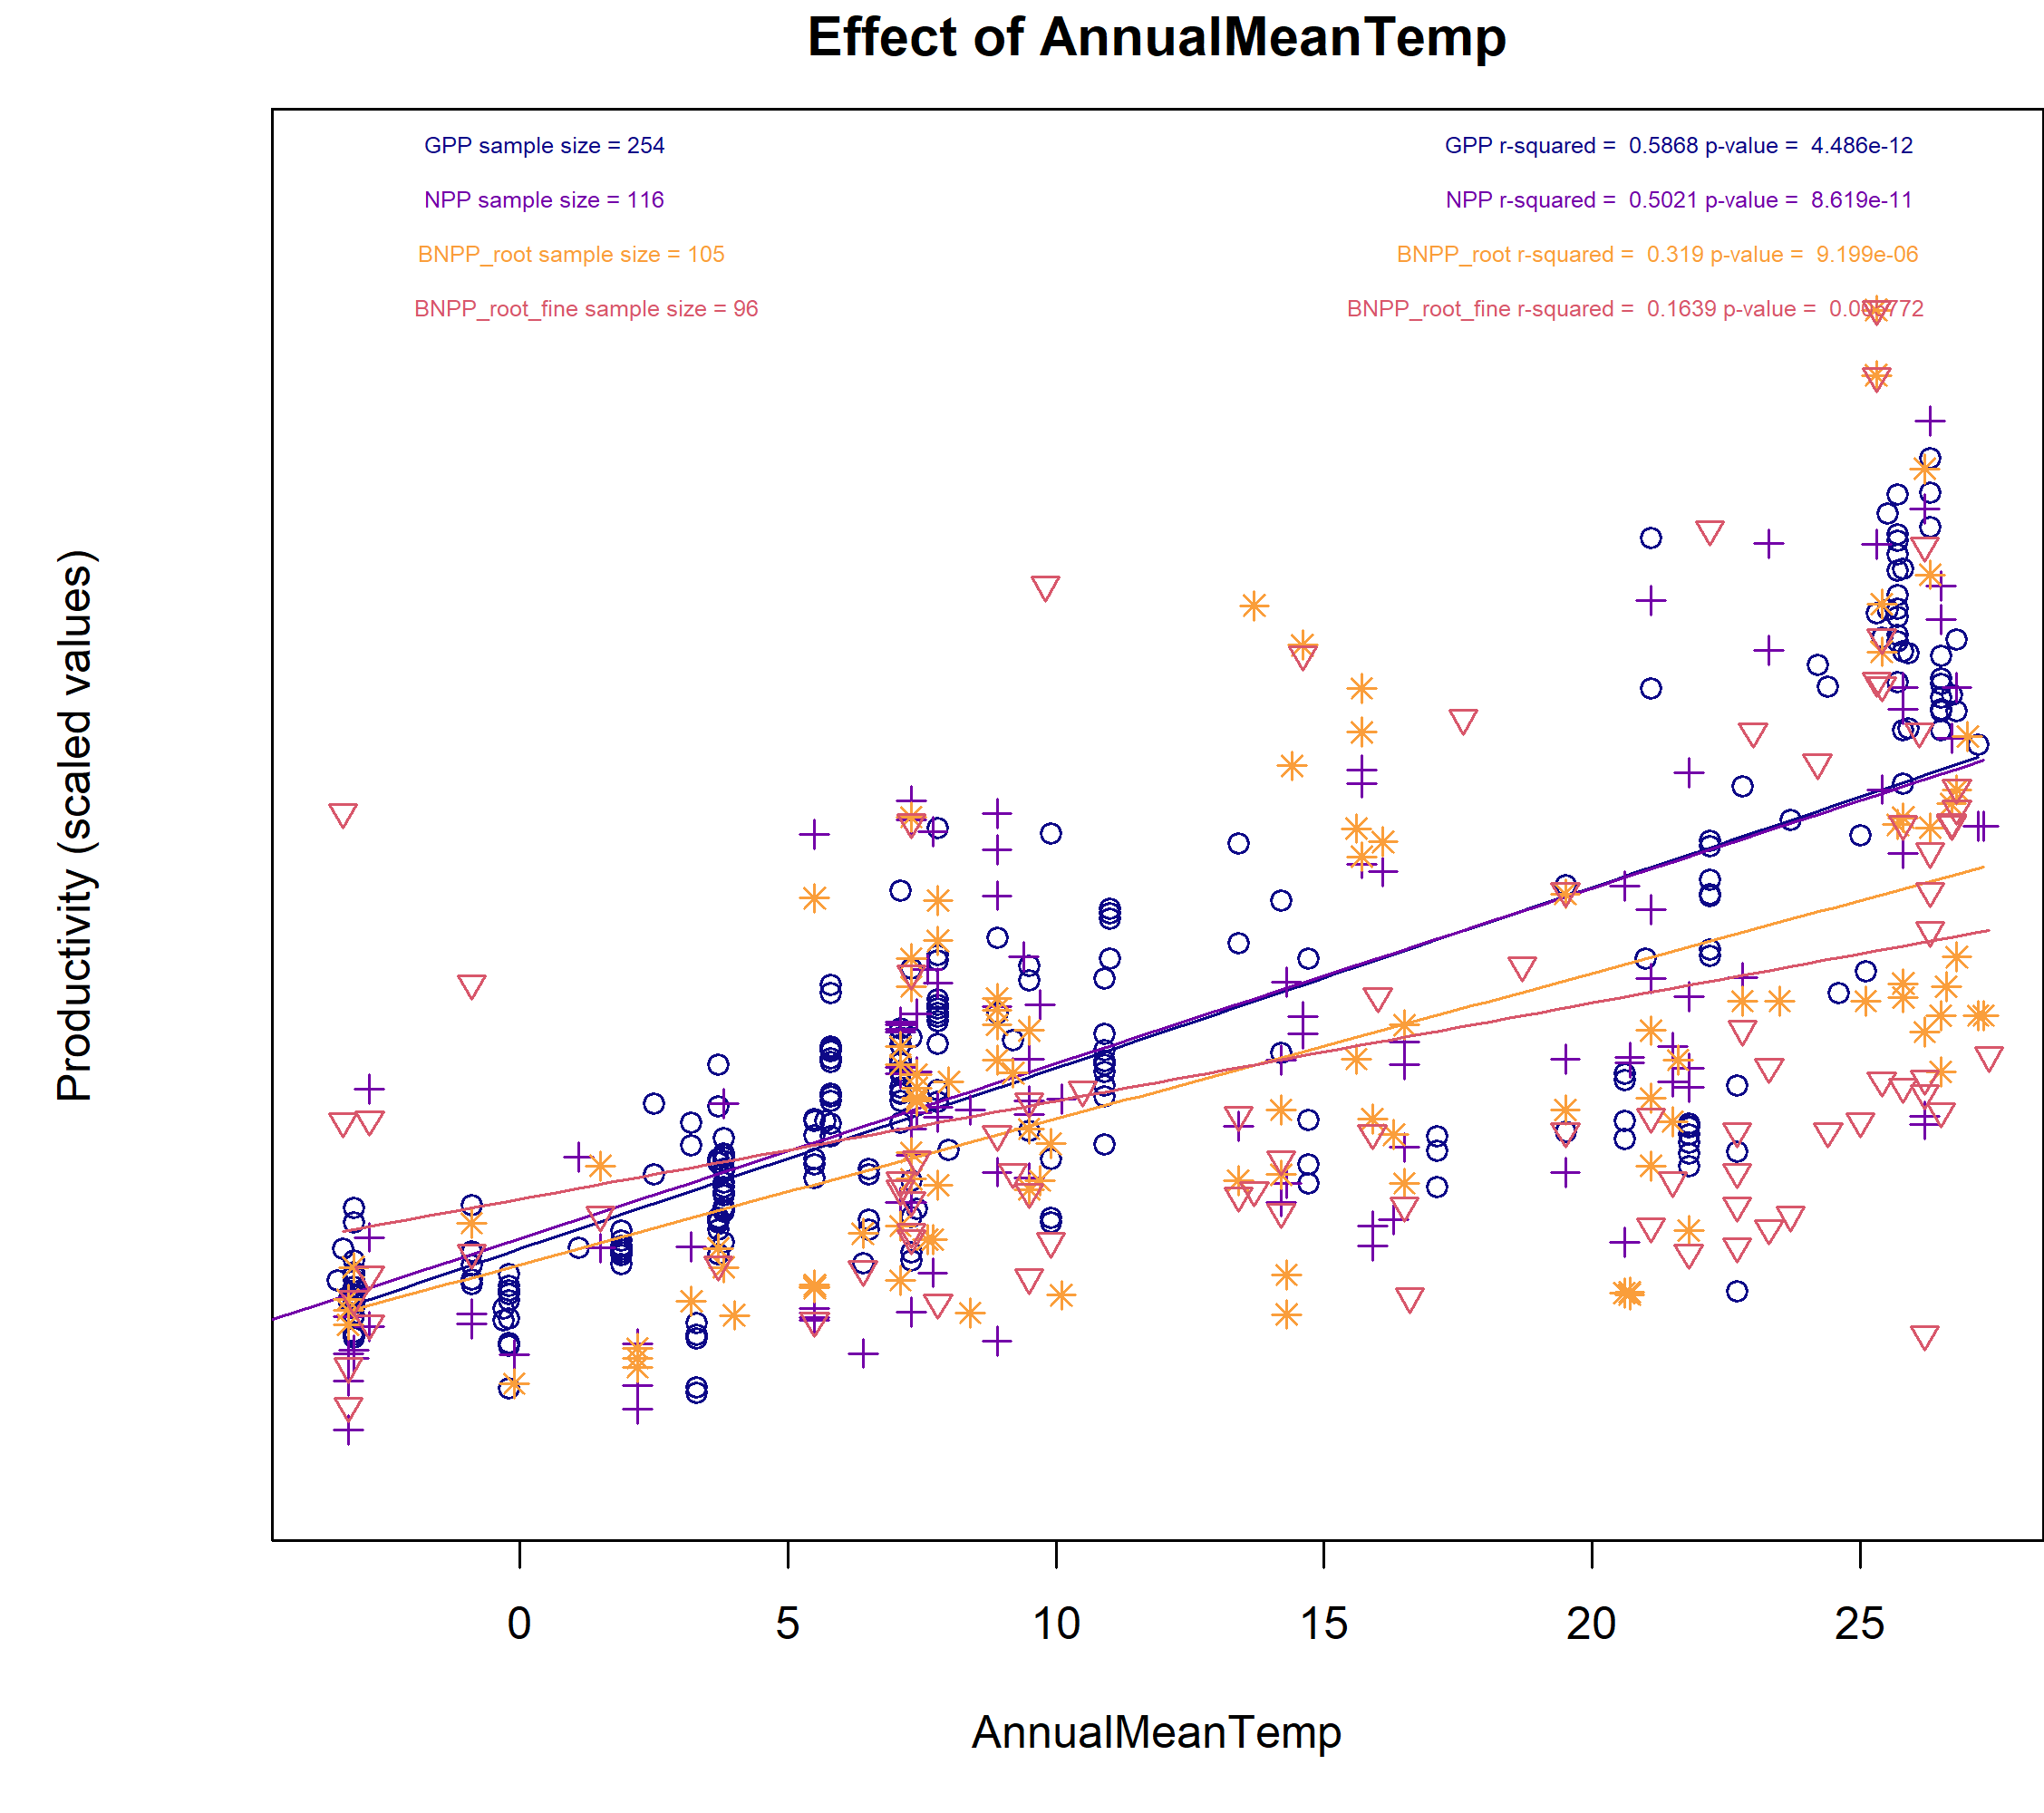 Effect of AnnualMeanTemp
GPP sample size = 254
GPP r-squared = 0.5868 p-value = 4.486e-12
NPP sample size = 116
NPP r-squared = 0.5021 p-value = 8.619e-11
BNPP_root sample size = 105
BNPP_root r-squared = 0.319 p-value = 9.199e-06
BNPP_root_fine sample size = 96
BNPP_root_fine r-squared = 0.1639 p-value =
Productivity (scaled values)
0 5 10 15 20 25
AnnualMeanTemp